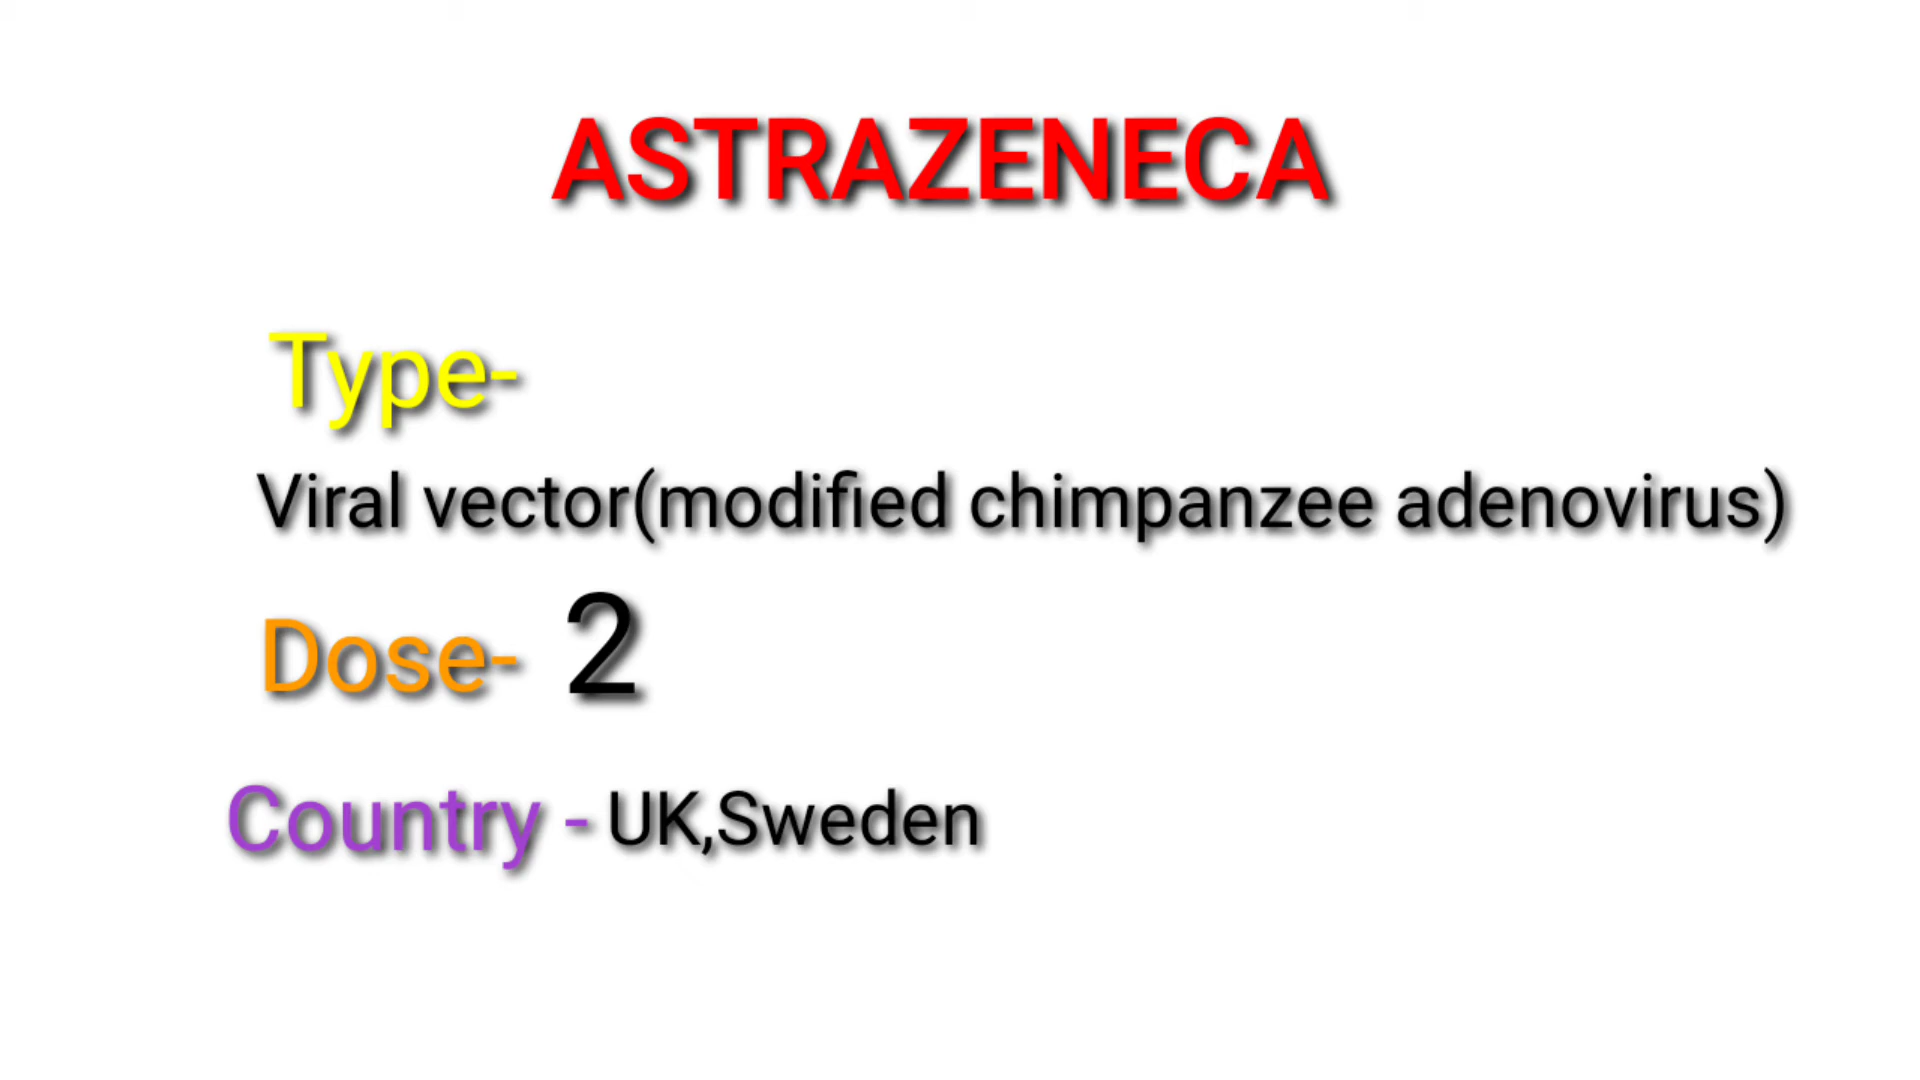 ASTRAZENECA
Type-
Viral vector(modified chimpanzee adenovirus)
Dose- 2
Country - UK,Sweden